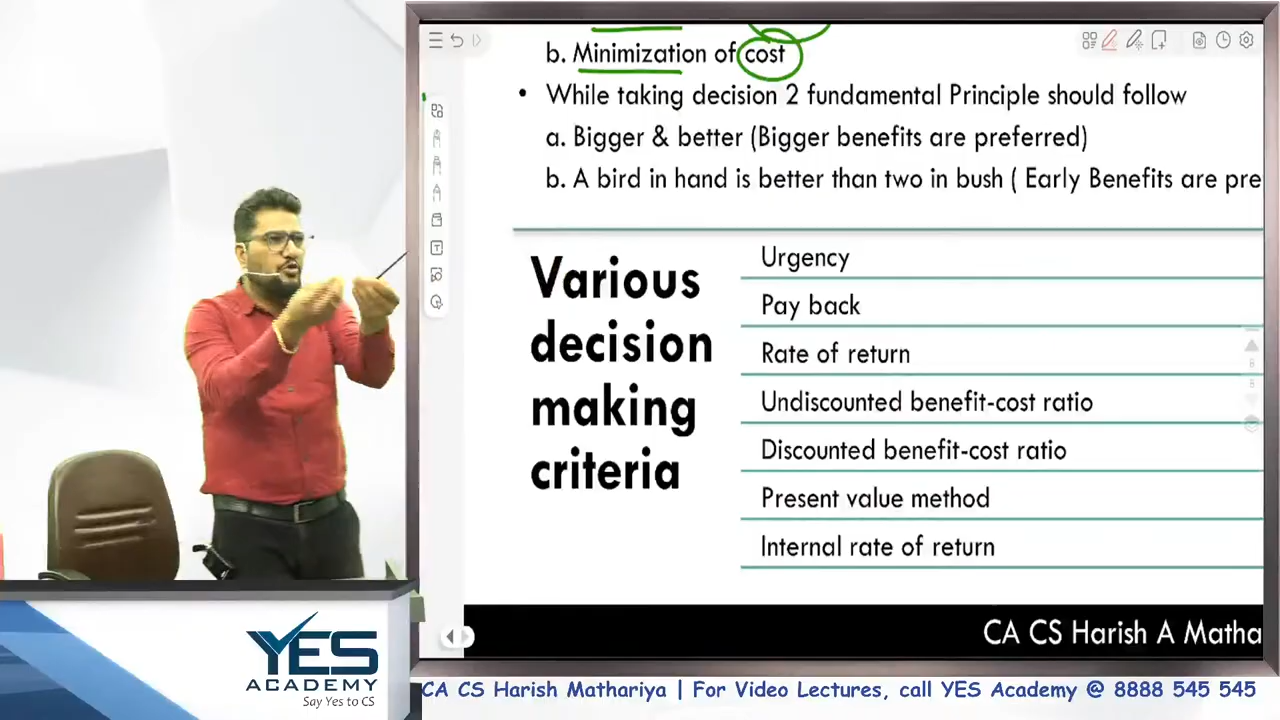 b. Minimization of cost
• While taking decision 2 fundamental Principle should follow
a. Bigger & better (Bigger benefits are preferred)
b. A bird in hand is better than two in bush ( Early Benefits are pre
Various
decision
making
criteria
Urgency
Pay back
Rate of return
Undiscounted benefit-cost ratio
Discounted benefit-cost ratio
Present value method
Internal rate of return
CA CS Harish A Matha
YES
ACADEMY
Say Yes to CS
CA CS Harish Mathariya | For Video Lectures, call YES Academy @ 8888 545 545